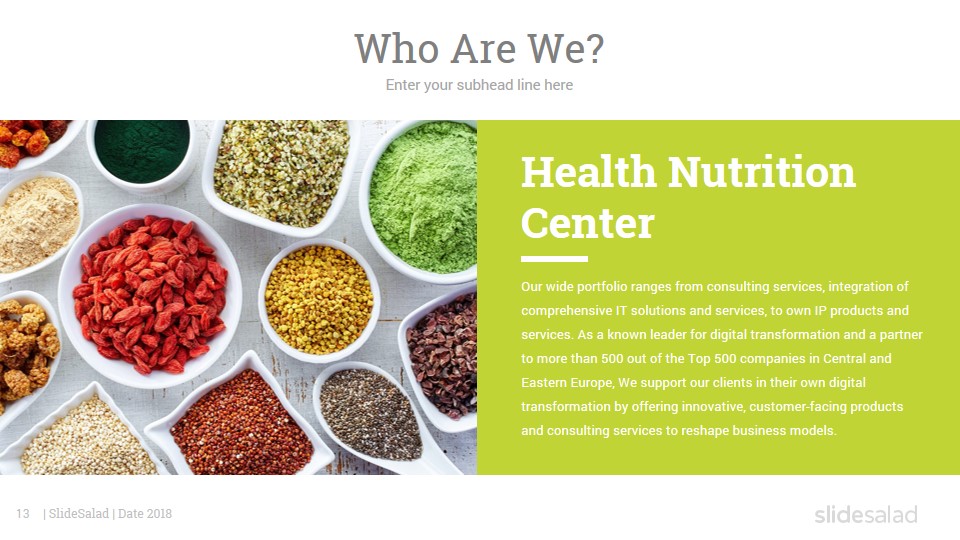 Who Are We?
Enter your subhead line here
Health Nutrition
Center
Our wide portfolio ranges from consulting services, integration of
comprehensive IT solutions and services, to own IP products and
services. As a known leader for digital transformation and a partner
to more than 500 out of the Top 500 companies in Central and
Eastern Europe, We support our clients in their own digital
transformation by offering innovative, customer-facing products
and consulting services to reshape business models.
13 | SlideSalad | Date 2018
slidesalad